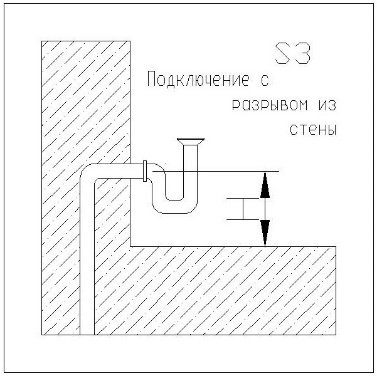 S3
Подключение с
разрывом из
стены
H